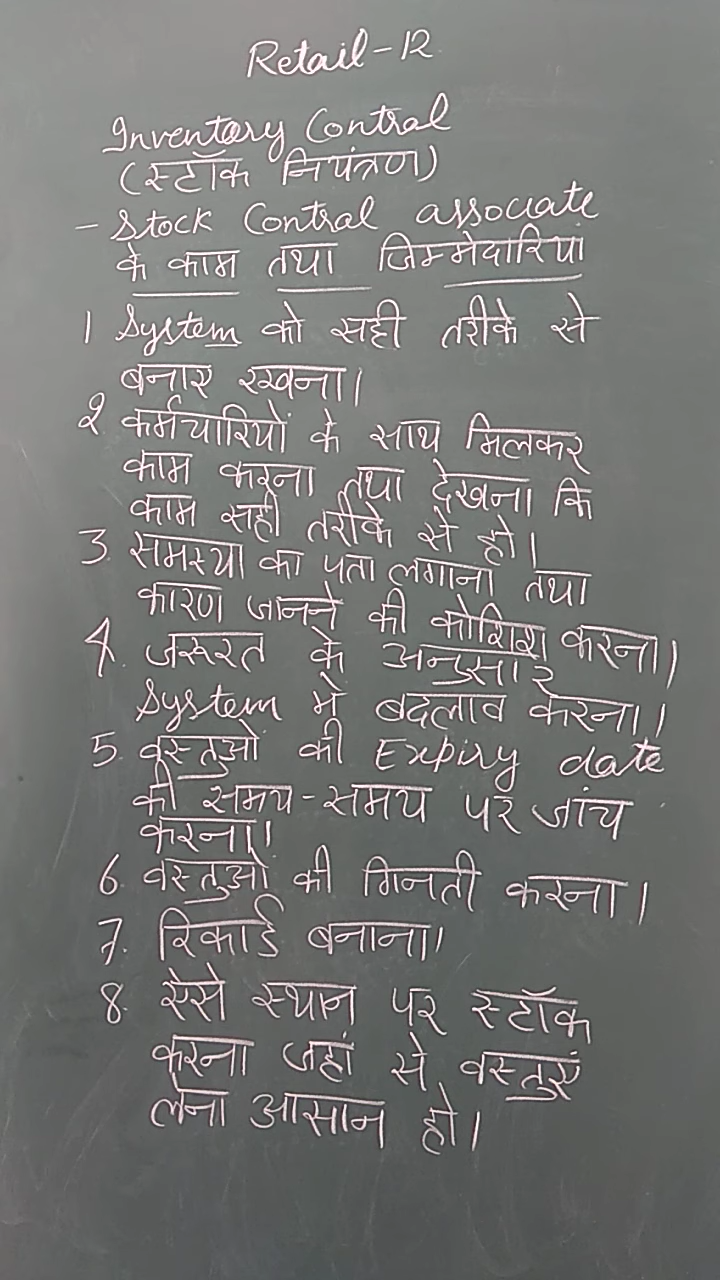 Retail-12
Inventory Control
(स्टॉक नियंत्रण)
- Stock Control associate
के काम तथा जिम्मेदारियां
1 System को सही तरीके से
बनाए रखना।
2 कर्मचारियों के साथ मिलकर
काम करना तथा देखना कि
काम सही तरीके से हो।
3. समस्या का पता लगाना तथा
कारण जानने की कोशिश करना।
4. जरूरत के अनुसार
System में बदलाव करना।
5. वस्तुओं की Expiry date
की समय-समय पर जांच
करना।
6. वस्तुओं की गिनती करना।
7. रिकार्ड बनाना।
8. ऐसे स्थान पर स्टॉक
करना जहां से वस्तुएं
लेना आसान हो।